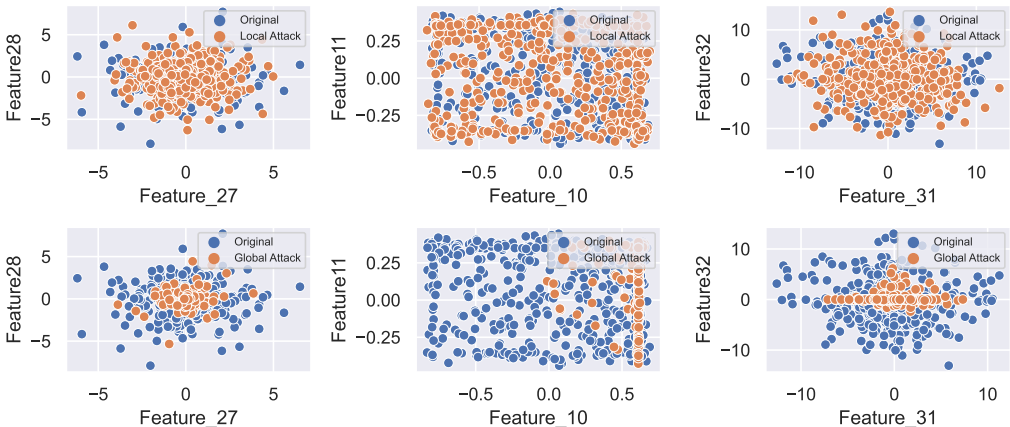 Feature28
5
0
−5
−5
0
5
Feature_27
Original
Local Attack
Feature11
0.25
0.00
−0.25
−0.5
0.0
0.5
Feature_10
Original
Local Attack
Feature32
10
0
−10
−10
0
10
Feature_31
Original
Local Attack
Feature28
5
0
−5
−5
0
5
Feature_27
Original
Global Attack
Feature11
0.25
0.00
−0.25
−0.5
0.0
0.5
Feature_10
Original
Global Attack
Feature32
10
0
−10
−10
0
10
Feature_31
Original
Global Attack